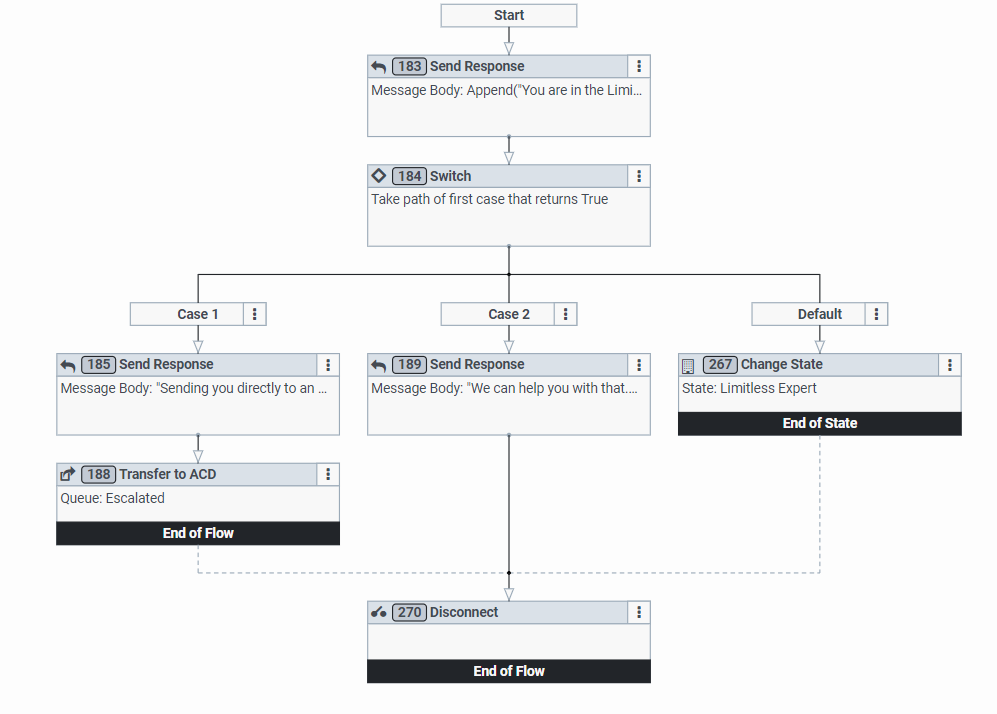 Start
183 Send Response
Message Body: Append("You are in the Limi...
184 Switch
Take path of first case that returns True
Case 1
Case 2
Default
185 Send Response
Message Body: "Sending you directly to an ...
189 Send Response
Message Body: "We can help you with that....
267 Change State
State: Limitless Expert
End of State
188 Transfer to ACD
Queue: Escalated
End of Flow
270 Disconnect
End of Flow